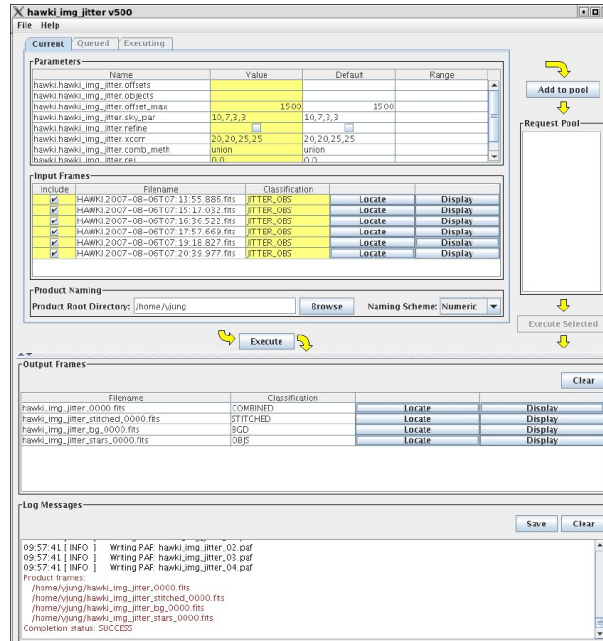 hawki_img_jitter v500
File Help
Current Queued Executing
Parameters
Name Value Default Range
hawki.hawki_img_jitter.offsets
hawki.hawki_img_jitter.objects
hawki.hawki_img_jitter.offset_max 1500 1500
hawki.hawki_img_jitter.sky_par 10,7,3,3 10,7,3,3
hawki.hawki_img_jitter.refine
hawki.hawki_img_jitter.xcorr 20,20,25,25 20,20,25,25
hawki.hawki_img_jitter.comb_meth union union
hawki.hawki_img_jitter.rej 0,0 0,0
Add to pool
Request Pool
Input Frames
Include Filename Classification
HAWKI.2007-08-06T07:13:55.886.fits JITTER_OBS Locate Display
HAWKI.2007-08-06T07:15:17.032.fits JITTER_OBS Locate Display
HAWKI.2007-08-06T07:16:36.522.fits JITTER_OBS Locate Display
HAWKI.2007-08-06T07:17:57.669.fits JITTER_OBS Locate Display
HAWKI.2007-08-06T07:19:18.827.fits JITTER_OBS Locate Display
HAWKI.2007-08-06T07:20:39.977.fits JITTER_OBS Locate Display
Product Naming
Product Root Directory: /home/yjung Browse Naming Scheme: Numeric
Execute Selected
Execute
Output Frames
Clear
Filename Classification
hawki_img_jitter_0000.fits COMBINED Locate Display
hawki_img_jitter_stitched_0000.fits STITCHED Locate Display
hawki_img_jitter_bg_0000.fits BGD Locate Display
hawki_img_jitter_stars_0000.fits OBJS Locate Display
Log Messages
Save Clear
09:57:41 [ INFO ] Writing PAF: hawki_img_jitter_02.paf
09:57:41 [ INFO ] Writing PAF: hawki_img_jitter_03.paf
09:57:41 [ INFO ] Writing PAF: hawki_img_jitter_04.paf
Product frames:
/home/yjung/hawki_img_jitter_0000.fits
/home/yjung/hawki_img_jitter_stitched_0000.fits
/home/yjung/hawki_img_jitter_bg_0000.fits
/home/yjung/hawki_img_jitter_stars_0000.fits
Completion status: SUCCESS